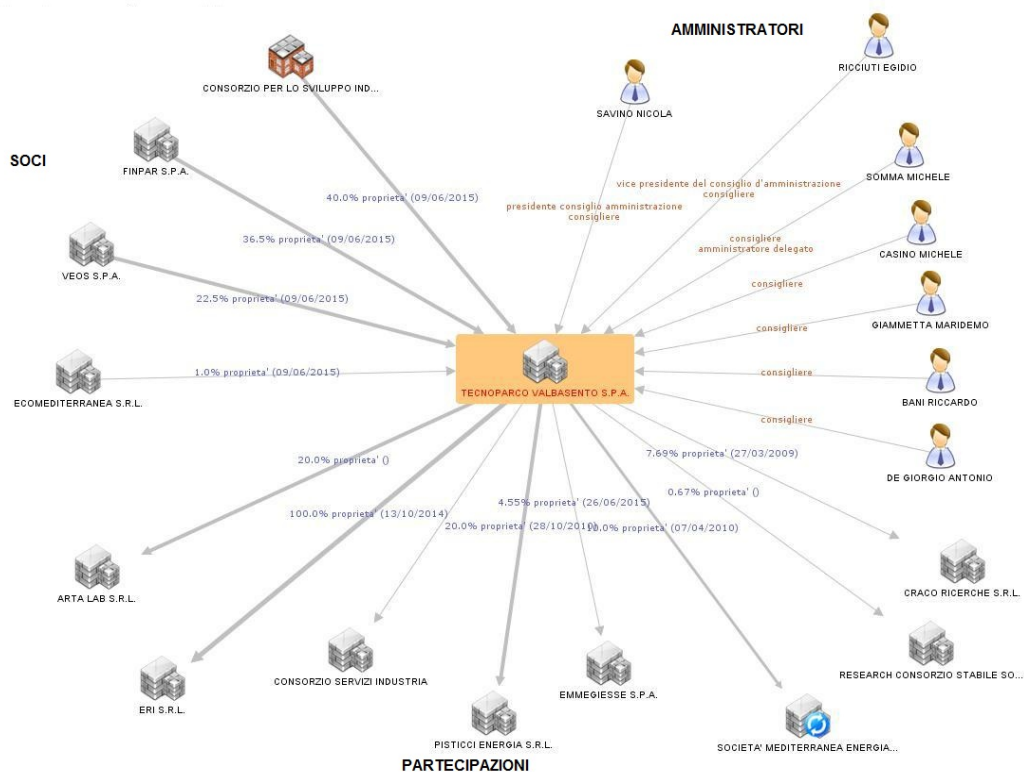 AMMINISTRATORI
RICCIUTI EGIDIO
CONSORZIO PER LO SVILUPPO IND...
SAVINO NICOLA
SOCI
FINPAR S.P.A.
SOMMA MICHELE
vice presidente del consiglio d'amministrazione
consigliere
40.0% proprieta' (09/06/2015)
presidente consiglio amministrazione
consigliere
36.5% proprieta' (09/06/2015)
consigliere
amministratore delegato
CASINO MICHELE
VEOS S.P.A.
consigliere
22.5% proprieta' (09/06/2015)
GIAMMETTA MARIDEMO
consigliere
1.0% proprieta' (09/06/2015)
consigliere
ECOMEDITERRANEA S.R.L.
TECNOPARCO VALBASENTO S.P.A.
BANI RICCARDO
consigliere
DE GIORGIO ANTONIO
20.0% proprieta' ()
7.69% proprieta' (27/03/2009)
0.67% proprieta' ()
4.55% proprieta' (26/06/2015)
100.0% proprieta' (13/10/2014)
20.0% proprieta' (28/10/2010)
proprieta' (07/04/2010)
ARTA LAB S.R.L.
CRACO RICERCHE S.R.L.
CONSORZIO SERVIZI INDUSTRIA
RESEARCH CONSORZIO STABILE SO...
EMMEGIESSE S.P.A.
ERI S.R.L.
PISTICCI ENERGIA S.R.L.
SOCIETA' MEDITERRANEA ENERGIA...
PARTECIPAZIONI